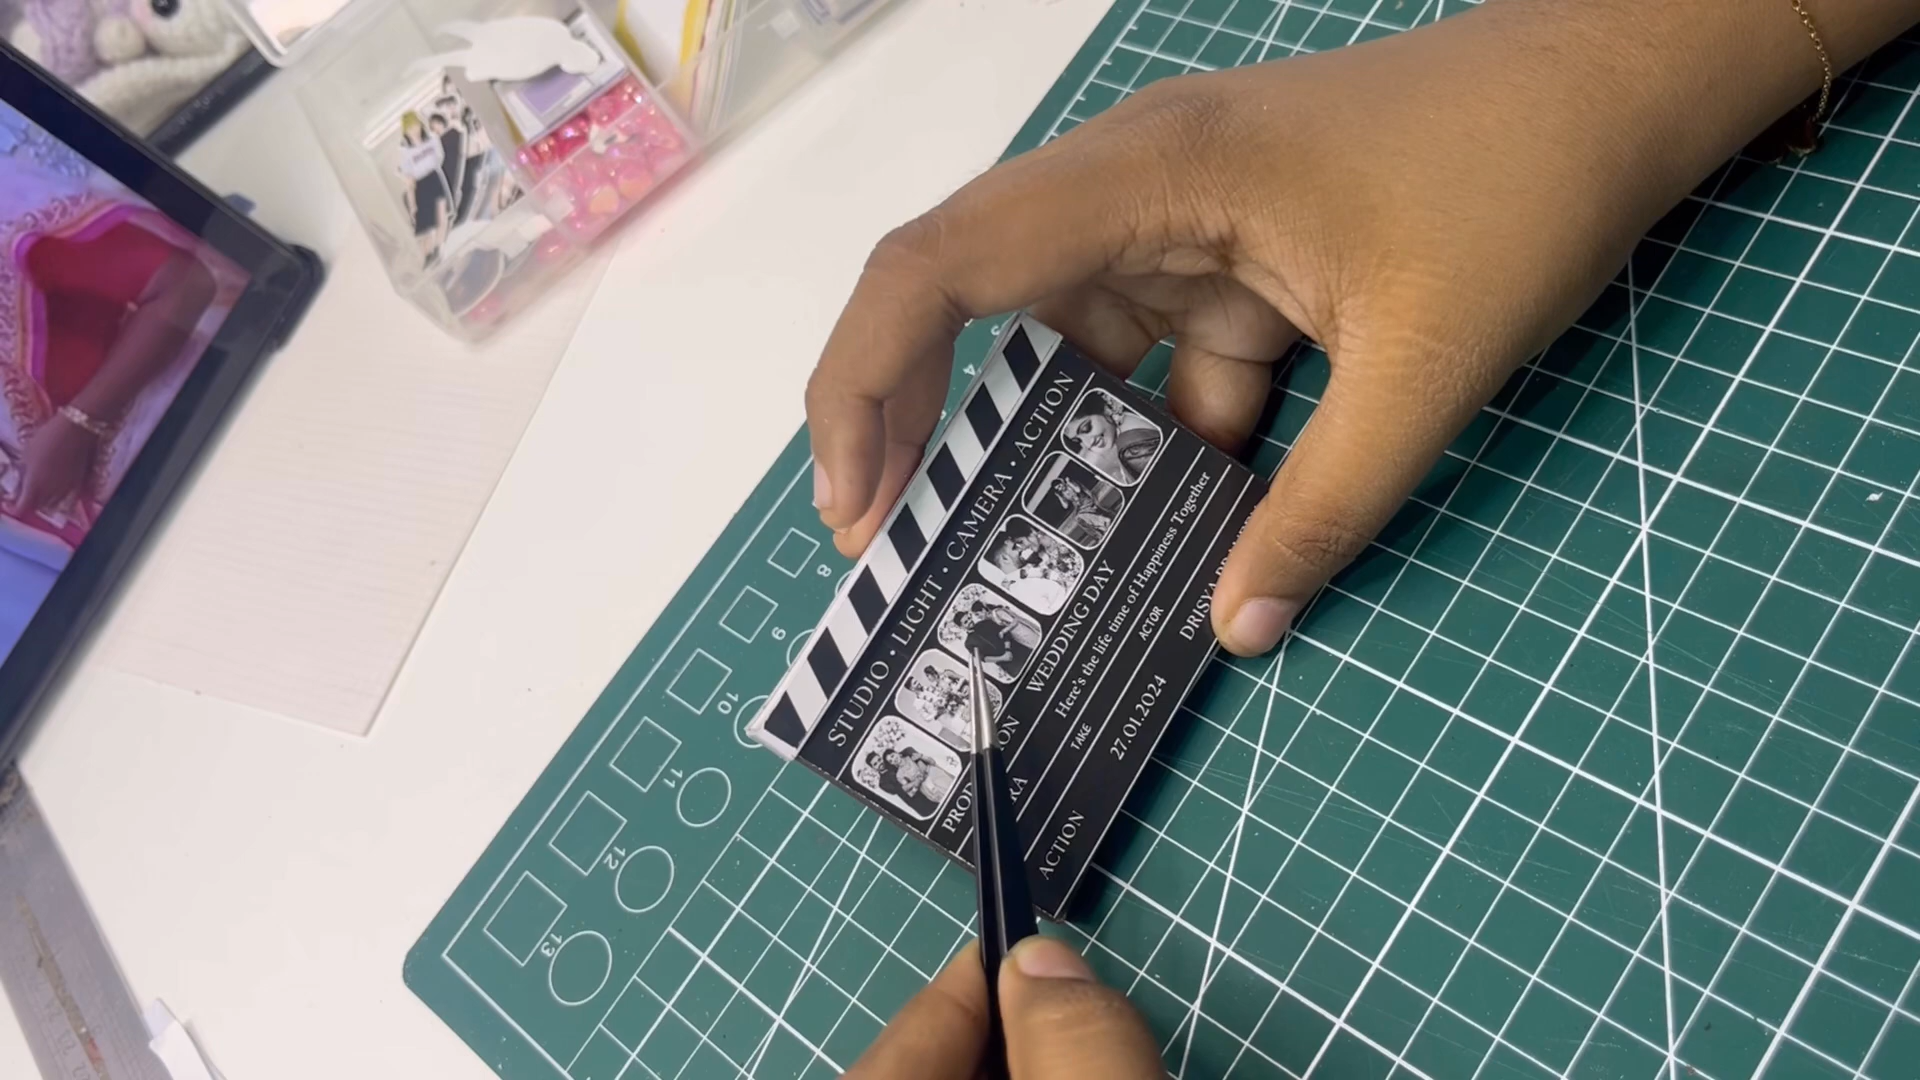 STUDIO • LIGHT • CAMERA • ACTION
WEDDING DAY
Here's the life time of Happiness Together
TAKE
ACTOR
27.01.2024
DRISYA
ACTION
8
9
10
11
12
13